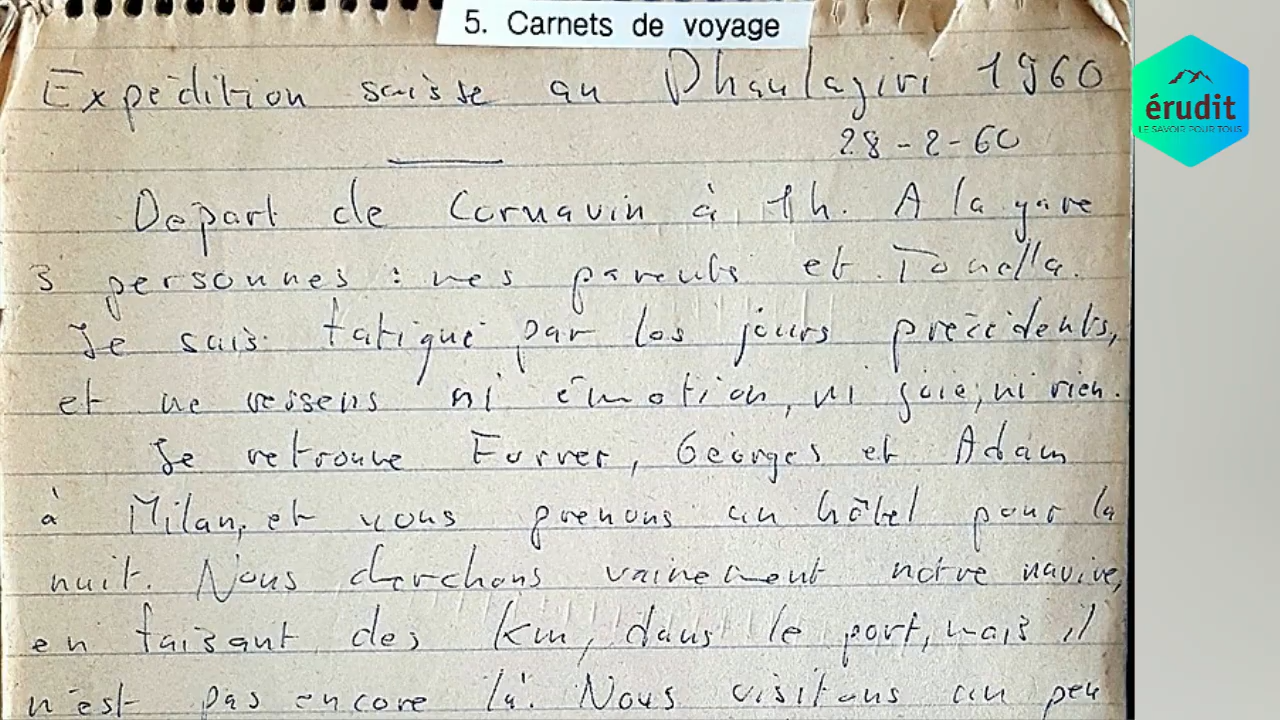 5. Carnets de voyage
Expédition suisse au Dhaulagiri 1960
28-2-60
érudit
LE SAVOIR POUR TOUS
Départ de Cornavin à 1h. A la gare
3 personnes : mes parents et Tonella.
Je suis fatigué par les jours précédents,
et ne ressens ni émotion, ni joie, ni rien.
Je retrouve Forrer, Georges et Adam
à Milan, et nous prenons un hôtel pour la
nuit. Nous cherchons vainement notre navire,
en faisant des km, dans le port, mais il
n'est pas encore là. Nous visitons un peu